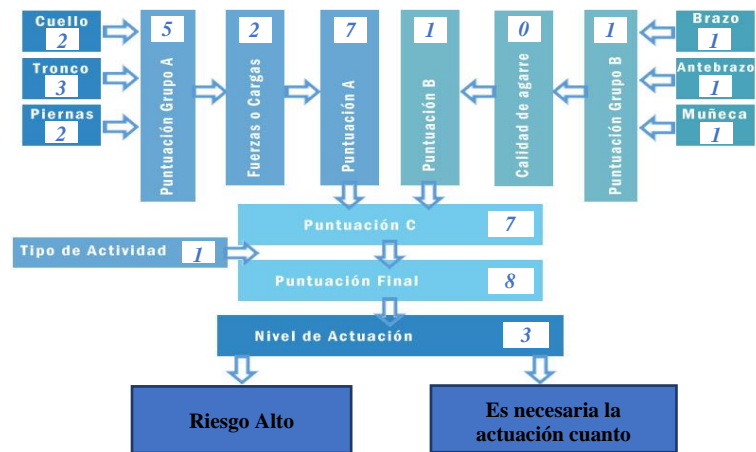 Cuello
2
Tronco
3
Piernas
2
5
Puntuación Grupo A
2
Fuerzas o Cargas
7
Puntuación A
1
Puntuación B
0
Calidad de agarre
1
Puntuación Grupo B
Brazo
1
Antebrazo
1
Muñeca
1
Puntuación C 7
Tipo de Actividad 1
Puntuación Final 8
Nivel de Actuación 3
Riesgo Alto
Es necesaria la
actuación cuanto